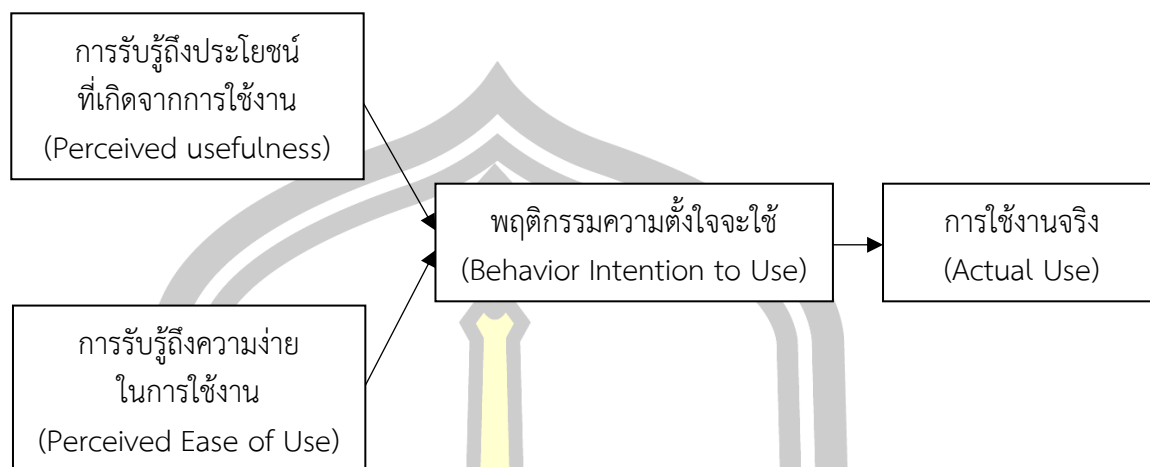 การรับรู้ถึงประโยชน์
ที่เกิดจากการใช้งาน
(Perceived usefulness)
พฤติกรรมความตั้งใจจะใช้
(Behavior Intention to Use)
การใช้งานจริง
(Actual Use)
การรับรู้ถึงความง่าย
ในการใช้งาน
(Perceived Ease of Use)